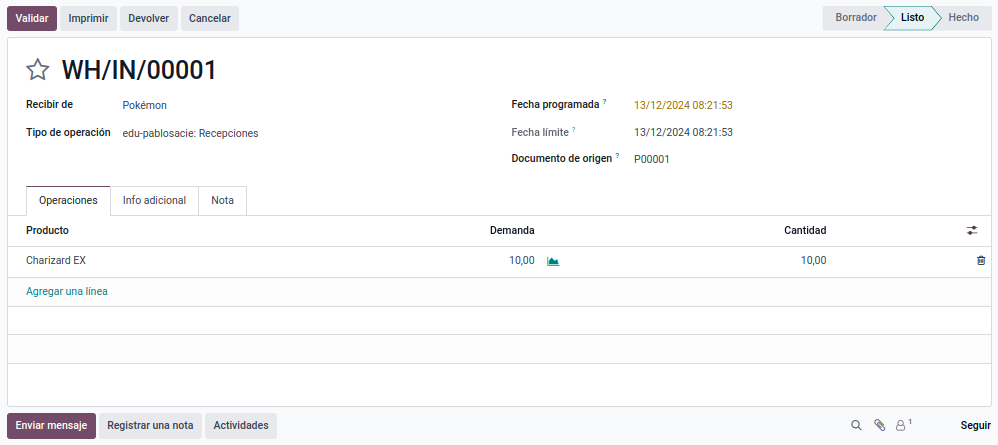 Validar Imprimir Devolver Cancelar Borrador Listo Hecho
WH/IN/00001
Recibir de Pokémon Fecha programada ? 13/12/2024 08:21:53
Tipo de operación edu-pablosacie: Recepciones Fecha límite ? 13/12/2024 08:21:53
Documento de origen ? P00001
Operaciones Info adicional Nota
Producto Demanda Cantidad
Charizard EX 10,00 10,00
Agregar una línea
Enviar mensaje Registrar una nota Actividades 1 Seguir